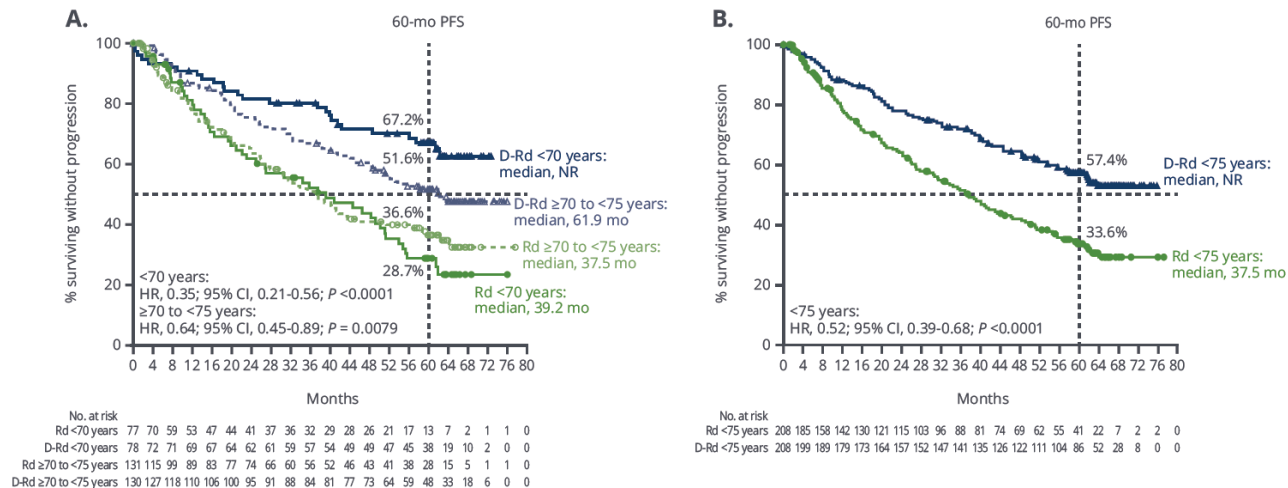 A.
60-mo PFS
% surviving without progression
100
80
60
40
20
0
67.2%
51.6%
36.6%
28.7%
D-Rd <70 years:
median, NR
D-Rd ≥70 to <75 years:
median, 61.9 mo
Rd ≥70 to <75 years:
median, 37.5 mo
Rd <70 years:
median, 39.2 mo
<70 years:
HR, 0.35; 95% CI, 0.21-0.56; P <0.0001
≥70 to <75 years:
HR, 0.64; 95% CI, 0.45-0.89; P = 0.0079
0 4 8 12 16 20 24 28 32 36 40 44 48 52 56 60 64 68 72 76 80
Months
No. at risk
Rd <70 years 77 70 59 53 47 44 41 37 36 32 29 28 26 21 17 13 7 2 1 1 0
D-Rd <70 years 78 72 71 69 67 64 62 61 59 57 54 49 49 47 45 38 19 10 2 0 0
Rd ≥70 to <75 years 131 115 99 89 83 77 74 66 60 56 52 46 43 41 38 28 15 5 1 1 0
D-Rd ≥70 to <75 years 130 127 118 110 106 100 95 91 88 84 81 77 73 64 59 48 33 18 6 0 0
B.
60-mo PFS
% surviving without progression
100
80
60
40
20
0
57.4%
33.6%
D-Rd <75 years:
median, NR
Rd <75 years:
median, 37.5 mo
<75 years:
HR, 0.52; 95% CI, 0.39-0.68; P <0.0001
0 4 8 12 16 20 24 28 32 36 40 44 48 52 56 60 64 68 72 76 80
Months
No. at risk
Rd <75 years 208 185 158 142 130 121 115 103 96 88 81 74 69 62 55 41 22 7 2 2 0
D-Rd <75 years 208 199 189 179 173 164 157 152 147 141 135 126 122 111 104 86 52 28 8 0 0